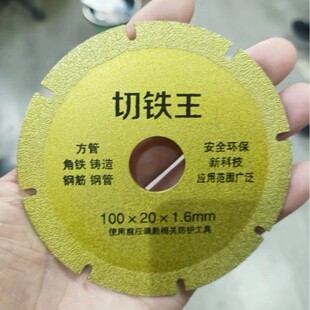 切铁王
方管
角铁 铸造
钢筋 钢管
安全环保
新科技
应用范围广泛
100×20×1.6mm
使用前应佩戴相关防护工具